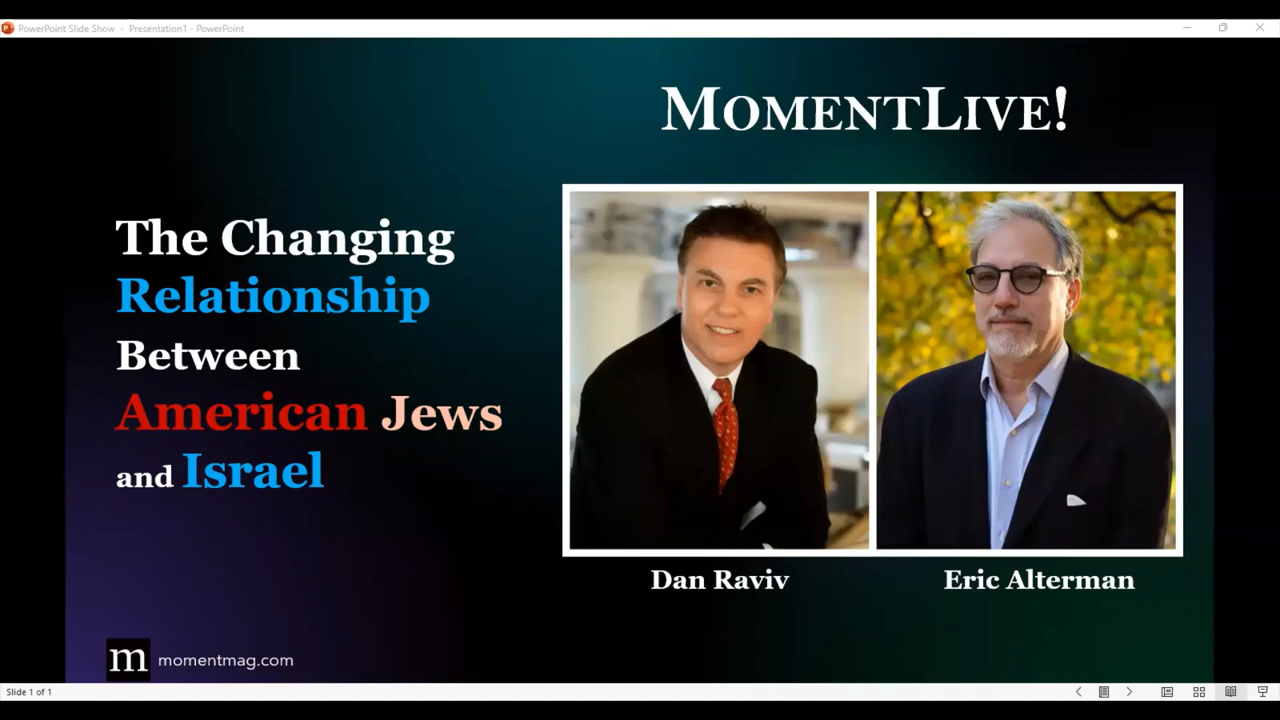 PowerPoint Slide Show - Presentation1 - PowerPoint
MOMENTLIVE!
The Changing
Relationship
Between
American Jews
and Israel
Dan Raviv
Eric Alterman
m momentmag.com
Slide 1 of 1